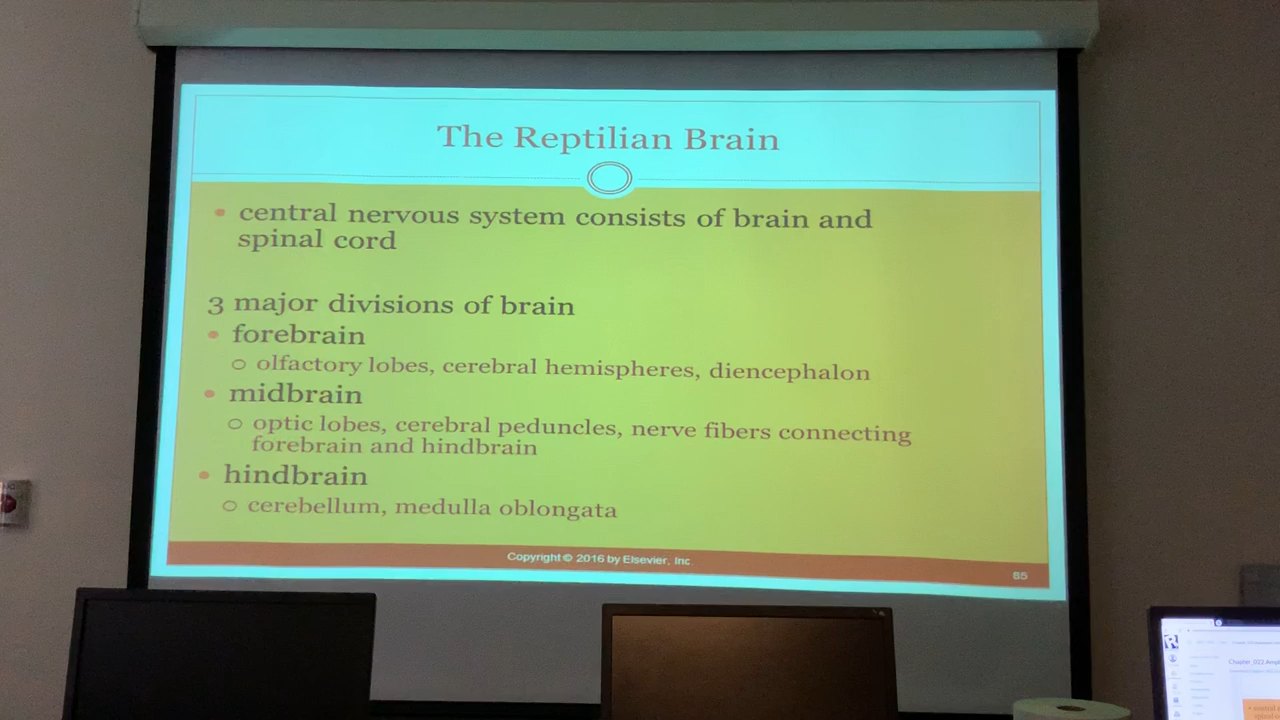 The Reptilian Brain
• central nervous system consists of brain and
spinal cord
3 major divisions of brain
• forebrain
○ olfactory lobes, cerebral hemispheres, diencephalon
• midbrain
○ optic lobes, cerebral peduncles, nerve fibers connecting
forebrain and hindbrain
• hindbrain
○ cerebellum, medulla oblongata
Copyright © 2016 by Elsevier, Inc.
65